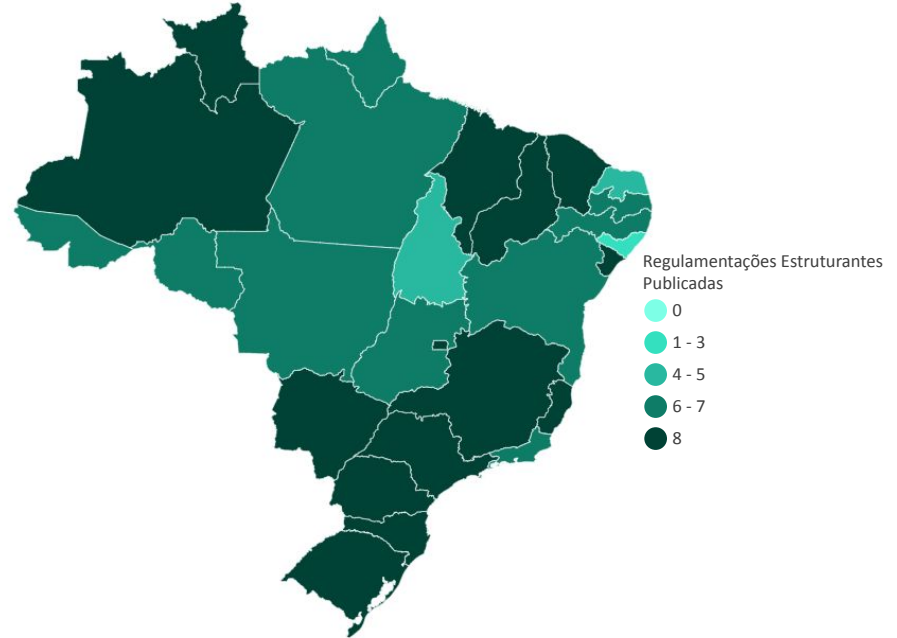 Regulamentações Estruturantes
Publicadas
0
1 - 3
4 - 5
6 - 7
8